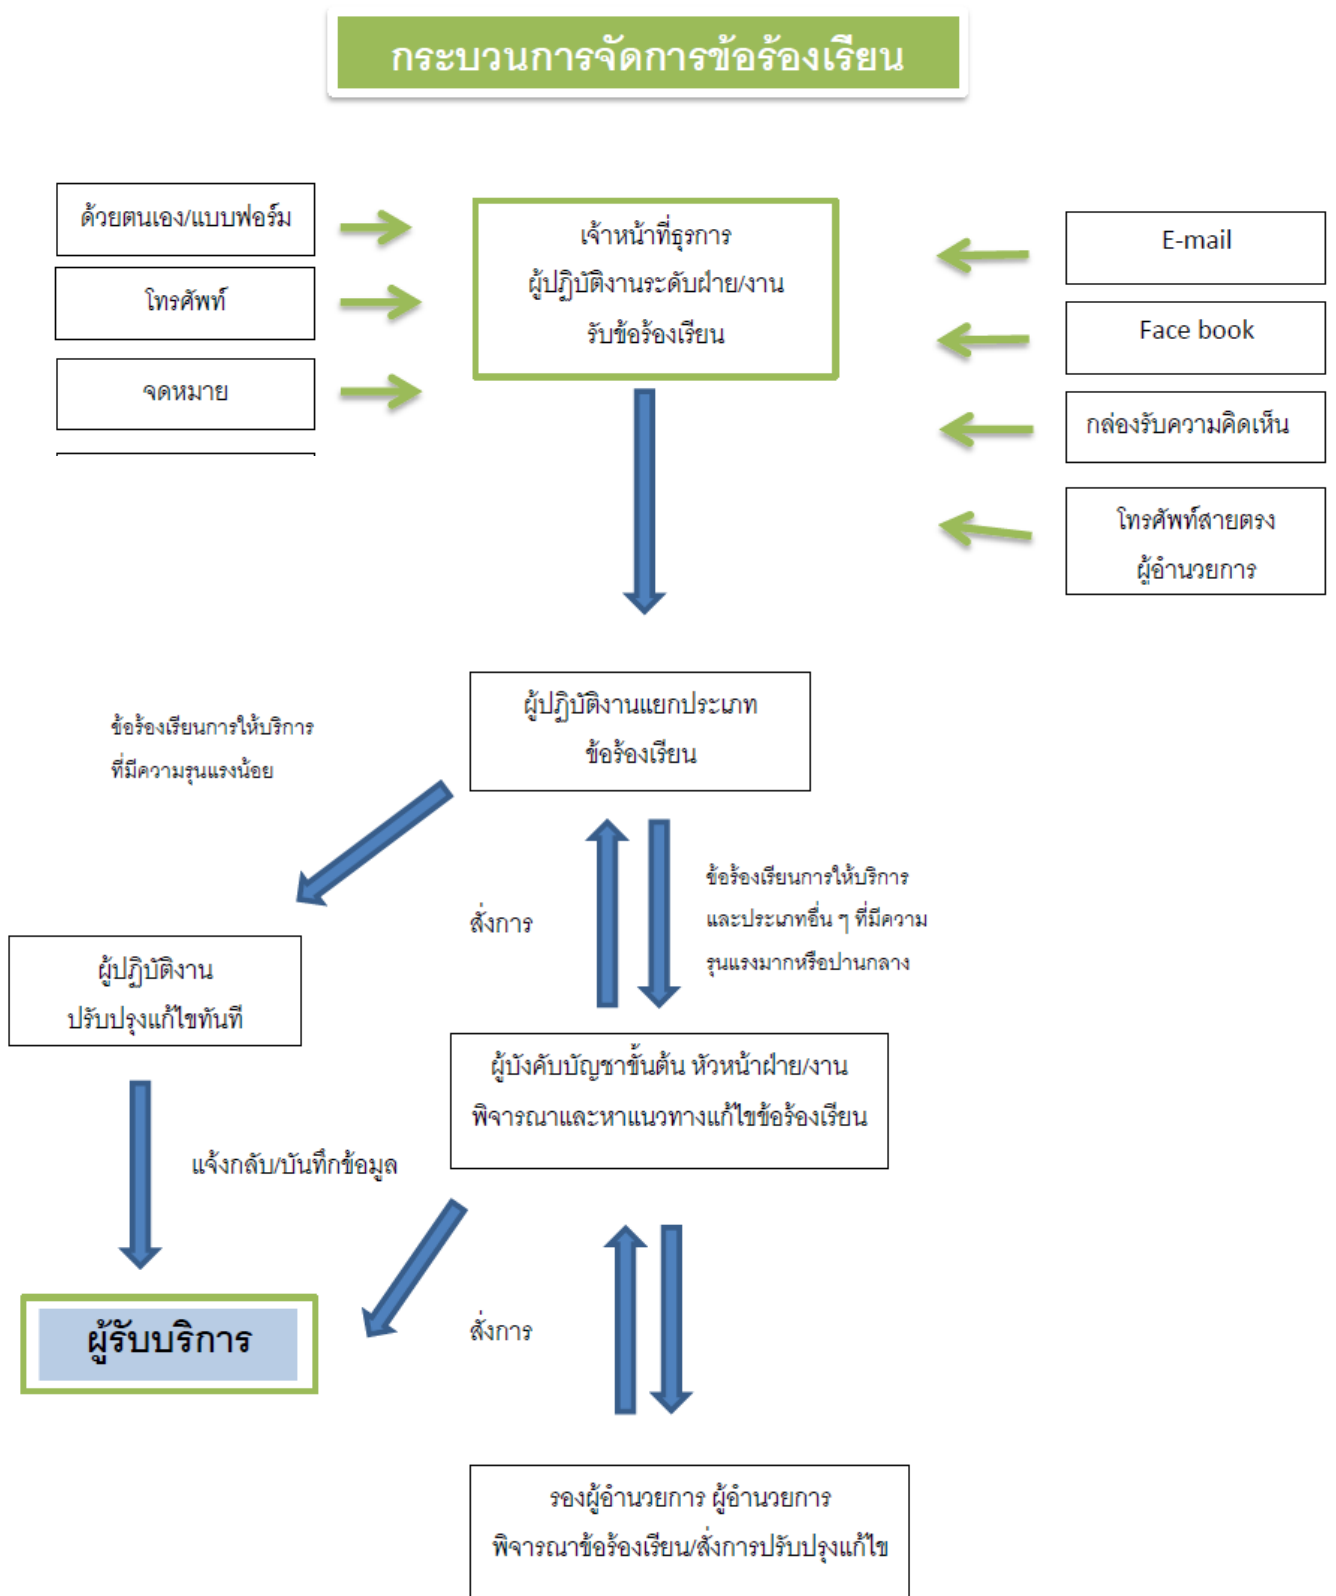 กระบวนการจัดการข้อร้องเรียน
ด้วยตนเอง/แบบฟอร์ม
โทรศัพท์
จดหมาย
เจ้าหน้าที่ธุรการ
ผู้ปฏิบัติงานระดับฝ่าย/งาน
รับข้อร้องเรียน
E-mail
Face book
กล่องรับความคิดเห็น
โทรศัพท์สายตรง
ผู้อำนวยการ
ผู้ปฏิบัติงานแยกประเภท
ข้อร้องเรียน
ข้อร้องเรียนการให้บริการ
ที่มีความรุนแรงน้อย
สั่งการ
ข้อร้องเรียนการให้บริการ
และประเภทอื่น ๆ ที่มีความ
รุนแรงมากหรือปานกลาง
ผู้ปฏิบัติงาน
ปรับปรุงแก้ไขทันที
ผู้บังคับบัญชาขั้นต้น หัวหน้าฝ่าย/งาน
พิจารณาและหาแนวทางแก้ไขข้อร้องเรียน
แจ้งกลับ/บันทึกข้อมูล
ผู้รับบริการ
สั่งการ
รองผู้อำนวยการ ผู้อำนวยการ
พิจารณาข้อร้องเรียน/สั่งการปรับปรุงแก้ไข